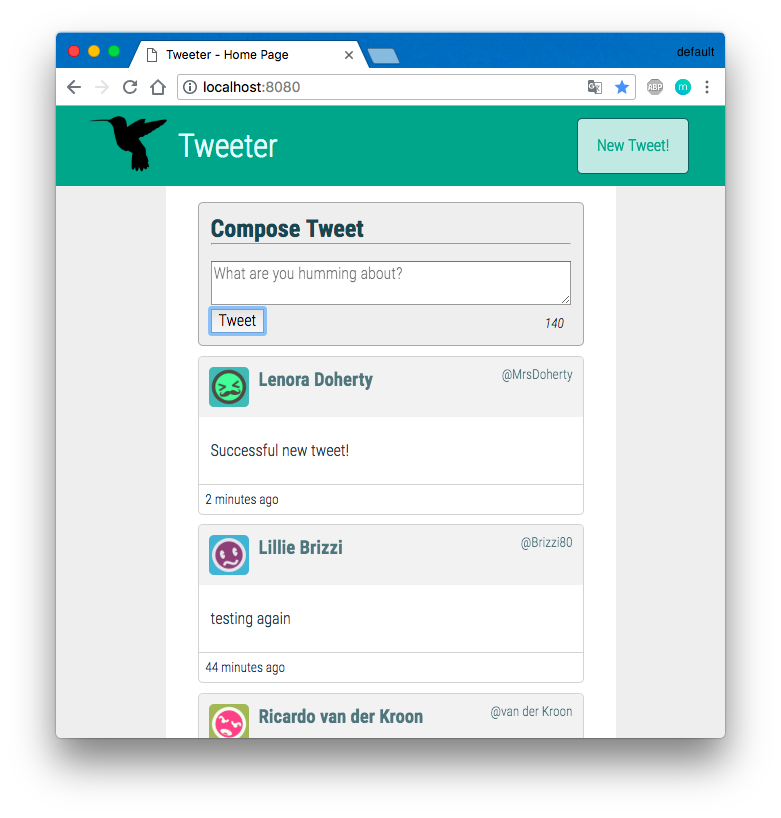 Tweeter - Home Page
default
localhost:8080
ABP
m
Tweeter
New Tweet!
Compose Tweet
What are you humming about?
Tweet
140
Lenora Doherty
@MrsDoherty
Successful new tweet!
2 minutes ago
Lillie Brizzi
@Brizzi80
testing again
44 minutes ago
Ricardo van der Kroon
@van der Kroon